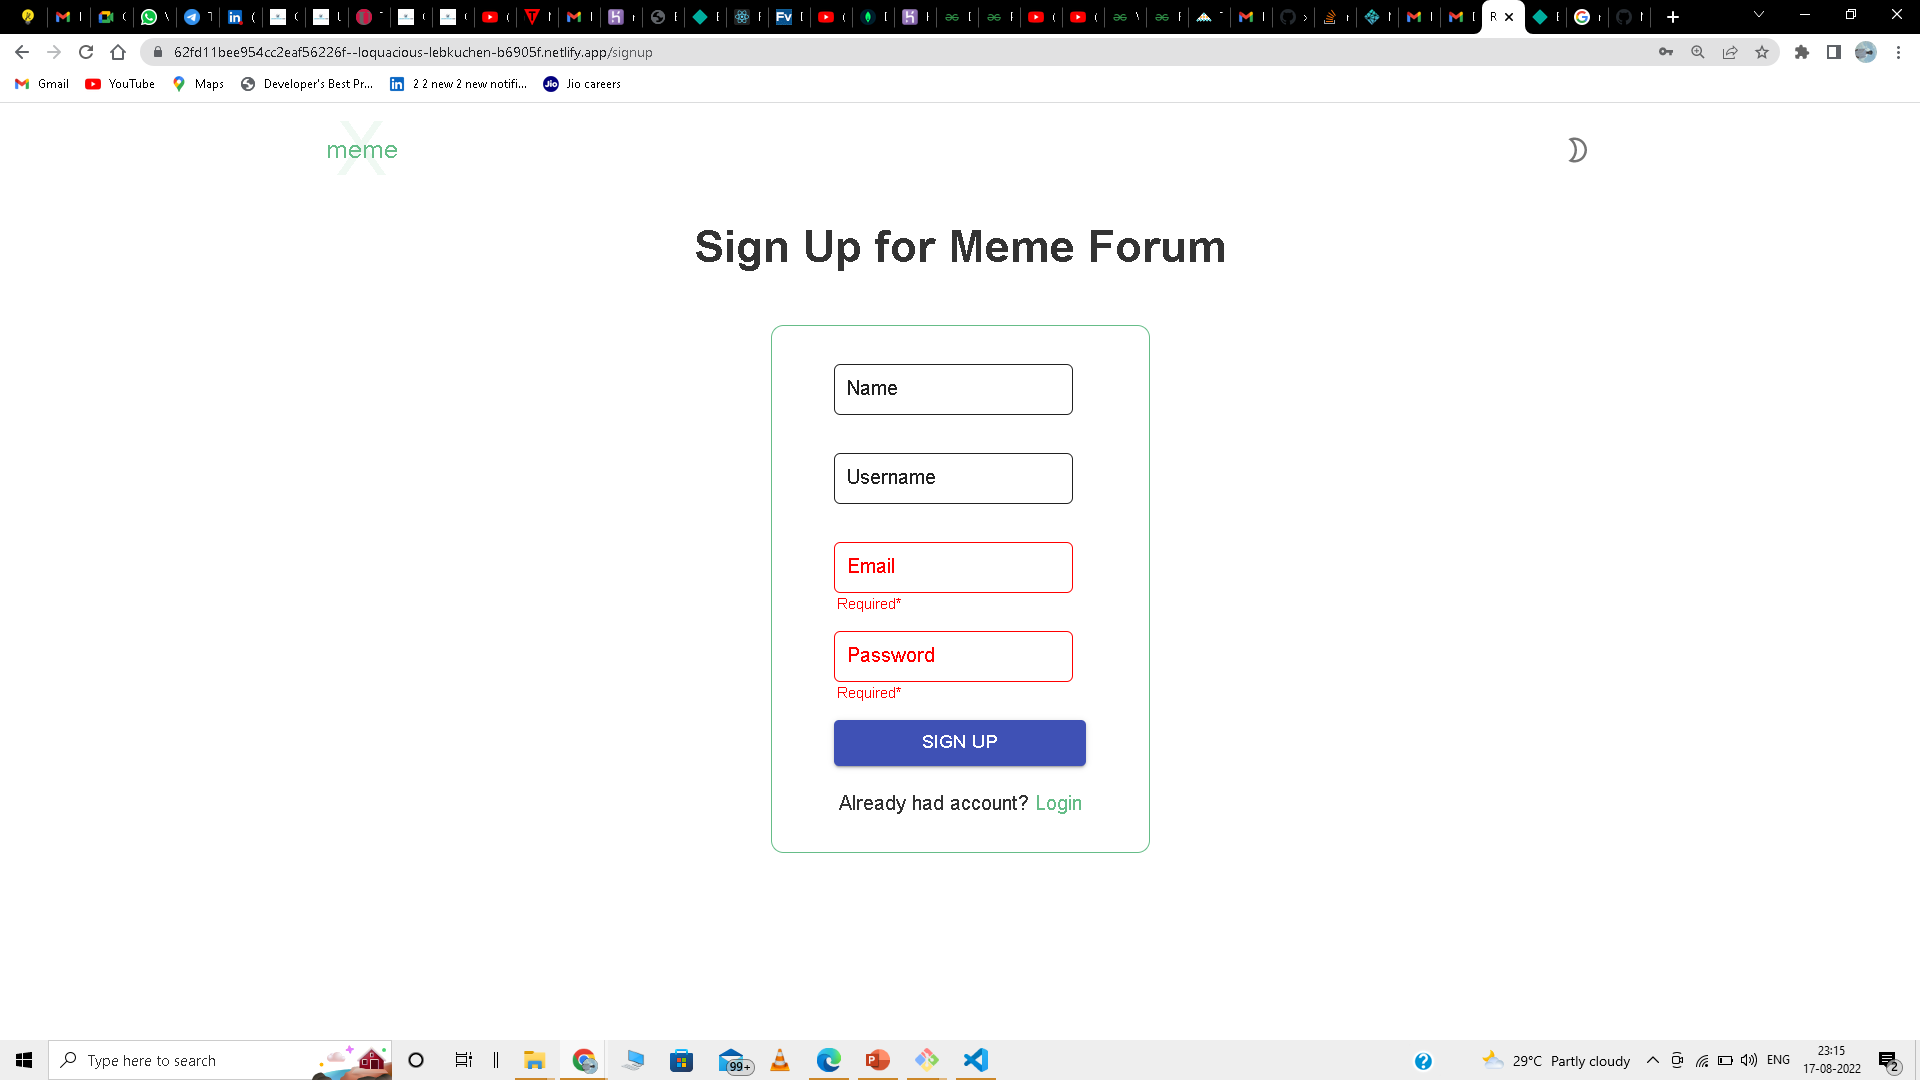 62fd11bee954cc2eaf56226f--loquacious-lebkuchen-b6905f.netlify.app/signup
Gmail
YouTube
Maps
Developer's Best Pr...
2 2 new 2 new notifi...
Jio
Jio careers
X
meme
Sign Up for Meme Forum
Name
Username
Email
Required*
Password
Required*
SIGN UP
Already had account? Login
Type here to search
99+
29°C Partly cloudy
ENG
23:15
17-08-2022
2